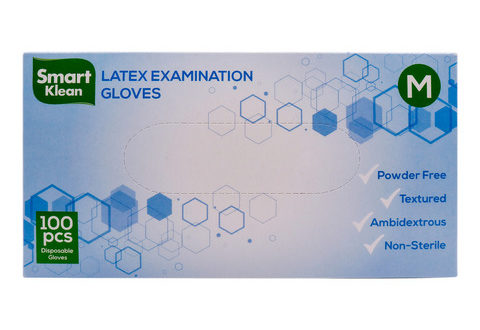 Smart
Klean
LATEX EXAMINATION
GLOVES
M
Powder Free
Textured
Ambidextrous
Non-Sterile
100
pcs
Disposable
Gloves